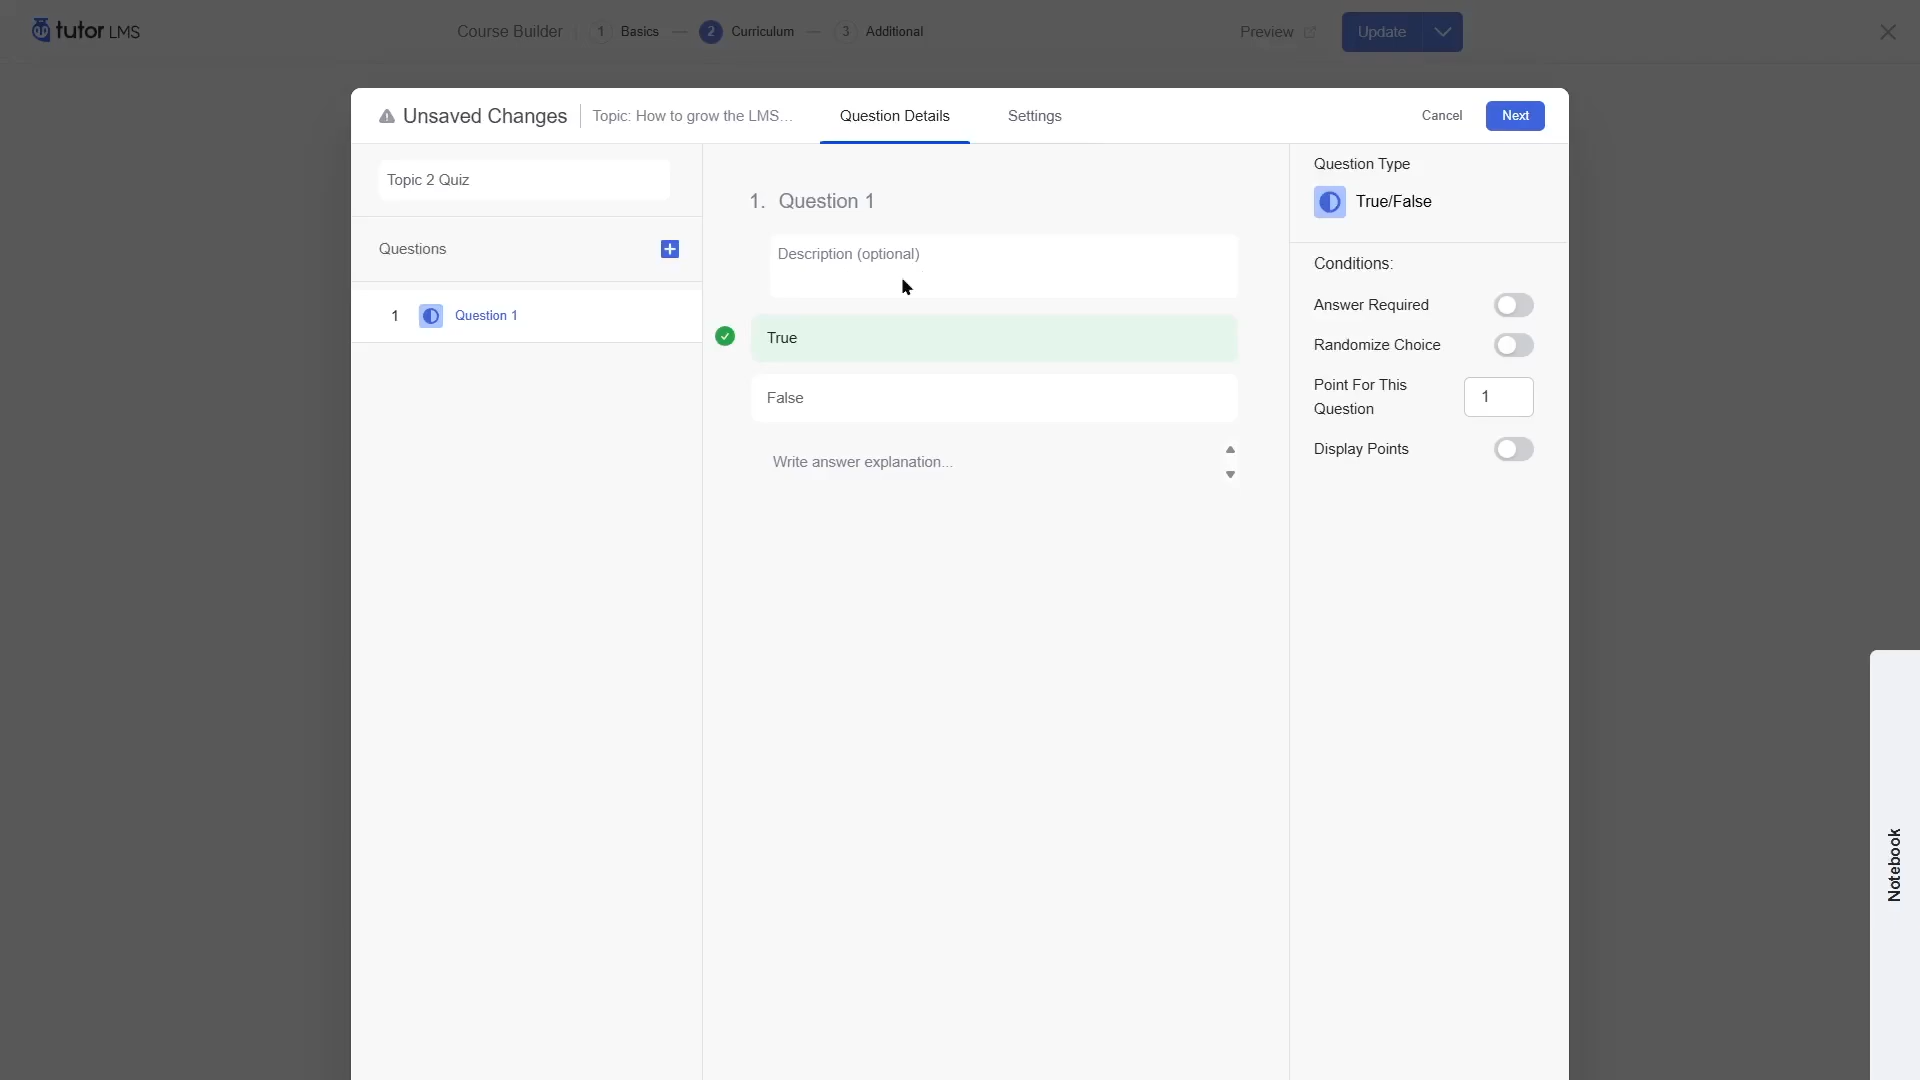 tutor LMS
Course Builder
1 Basics
2 Curriculum
3 Additional
Preview
Update
Unsaved Changes
Topic: How to grow the LMS...
Question Details
Settings
Cancel
Next
Topic 2 Quiz
Questions
1 Question 1
1. Question 1
Description (optional)
True
False
Write answer explanation...
Question Type
True/False
Conditions:
Answer Required
Randomize Choice
Point For This
Question
1
Display Points
Notebook